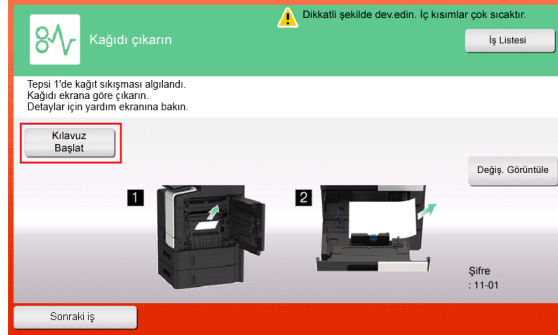 Dikkatli şekilde dev.edin. İç kısımlar çok sıcaktır.
Kağıdı çıkarın
İş Listesi
Tepsi 1'de kağıt sıkışması algılandı.
Kağıdı ekrana göre çıkarın.
Detaylar için yardım ekranına bakın.
Kılavuz
Başlat
Değiş. Görüntüle
1
2
Şifre
: 11-01
Sonraki iş